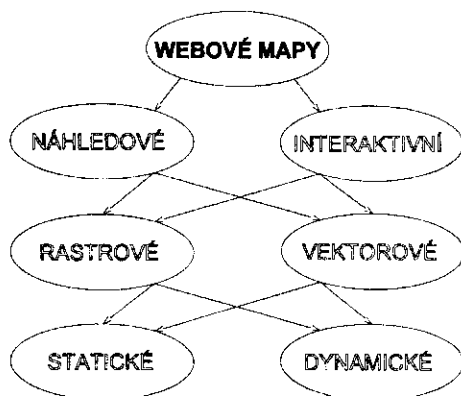 WEBOVÉ MAPY
NÁHLEDOVÉ
INTERAKTIVNÍ
RASTROVÉ
VEKTOROVÉ
STATICKÉ
DYNAMICKÉ